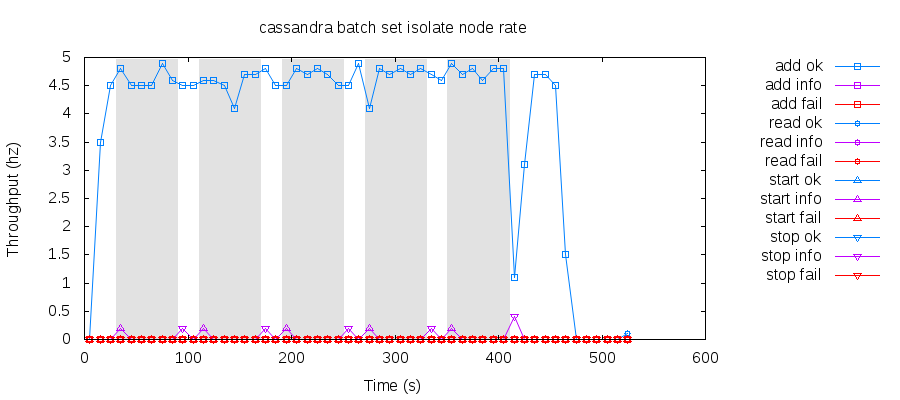 cassandra batch set isolate node rate
5
4.5
4
3.5
3
2.5
2
1.5
1
0.5
0
Throughput (hz)
0 100 200 300 400 500 600
Time (s)
add ok
add info
add fail
read ok
read info
read fail
start ok
start info
start fail
stop ok
stop info
stop fail